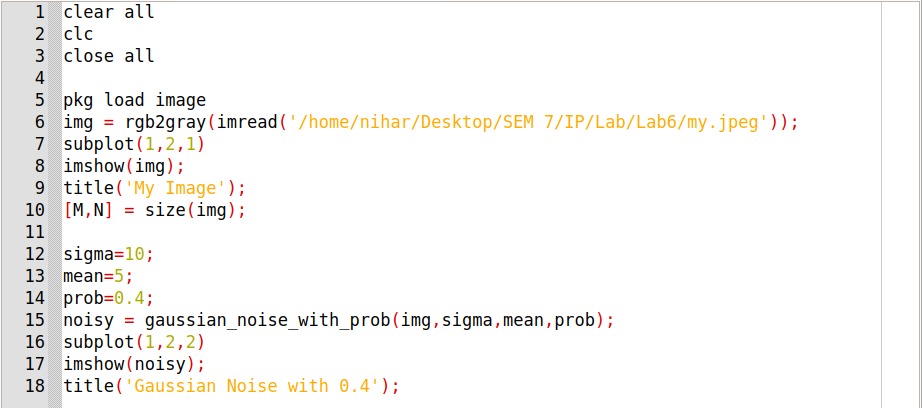 1 clear all
2 clc
3 close all
4
5 pkg load image
6 img = rgb2gray(imread('/home/nihar/Desktop/SEM 7/IP/Lab/Lab6/my.jpeg'));
7 subplot(1,2,1)
8 imshow(img);
9 title('My Image');
10 [M,N] = size(img);
11
12 sigma=10;
13 mean=5;
14 prob=0.4;
15 noisy = gaussian_noise_with_prob(img,sigma,mean,prob);
16 subplot(1,2,2)
17 imshow(noisy);
18 title('Gaussian Noise with 0.4');